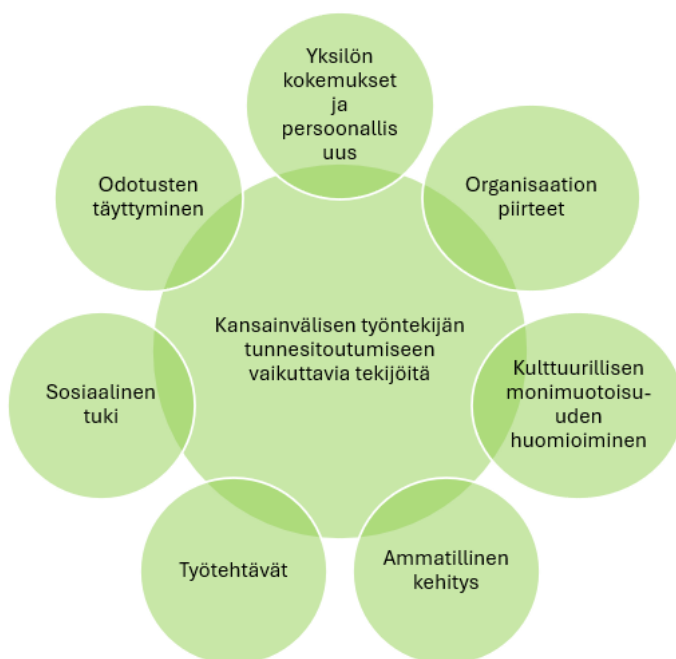 Yksilön
kokemukset
ja
persoonallis
uus
Organisaation
piirteet
Kulttuurillisen
monimuotoisu-
uden
huomioiminen
Ammatillinen
kehitys
Työtehtävät
Sosiaalinen
tuki
Odotusten
täyttyminen
Kansainvälisen työntekijän
tunnesitoutumiseen
vaikuttavia tekijöitä